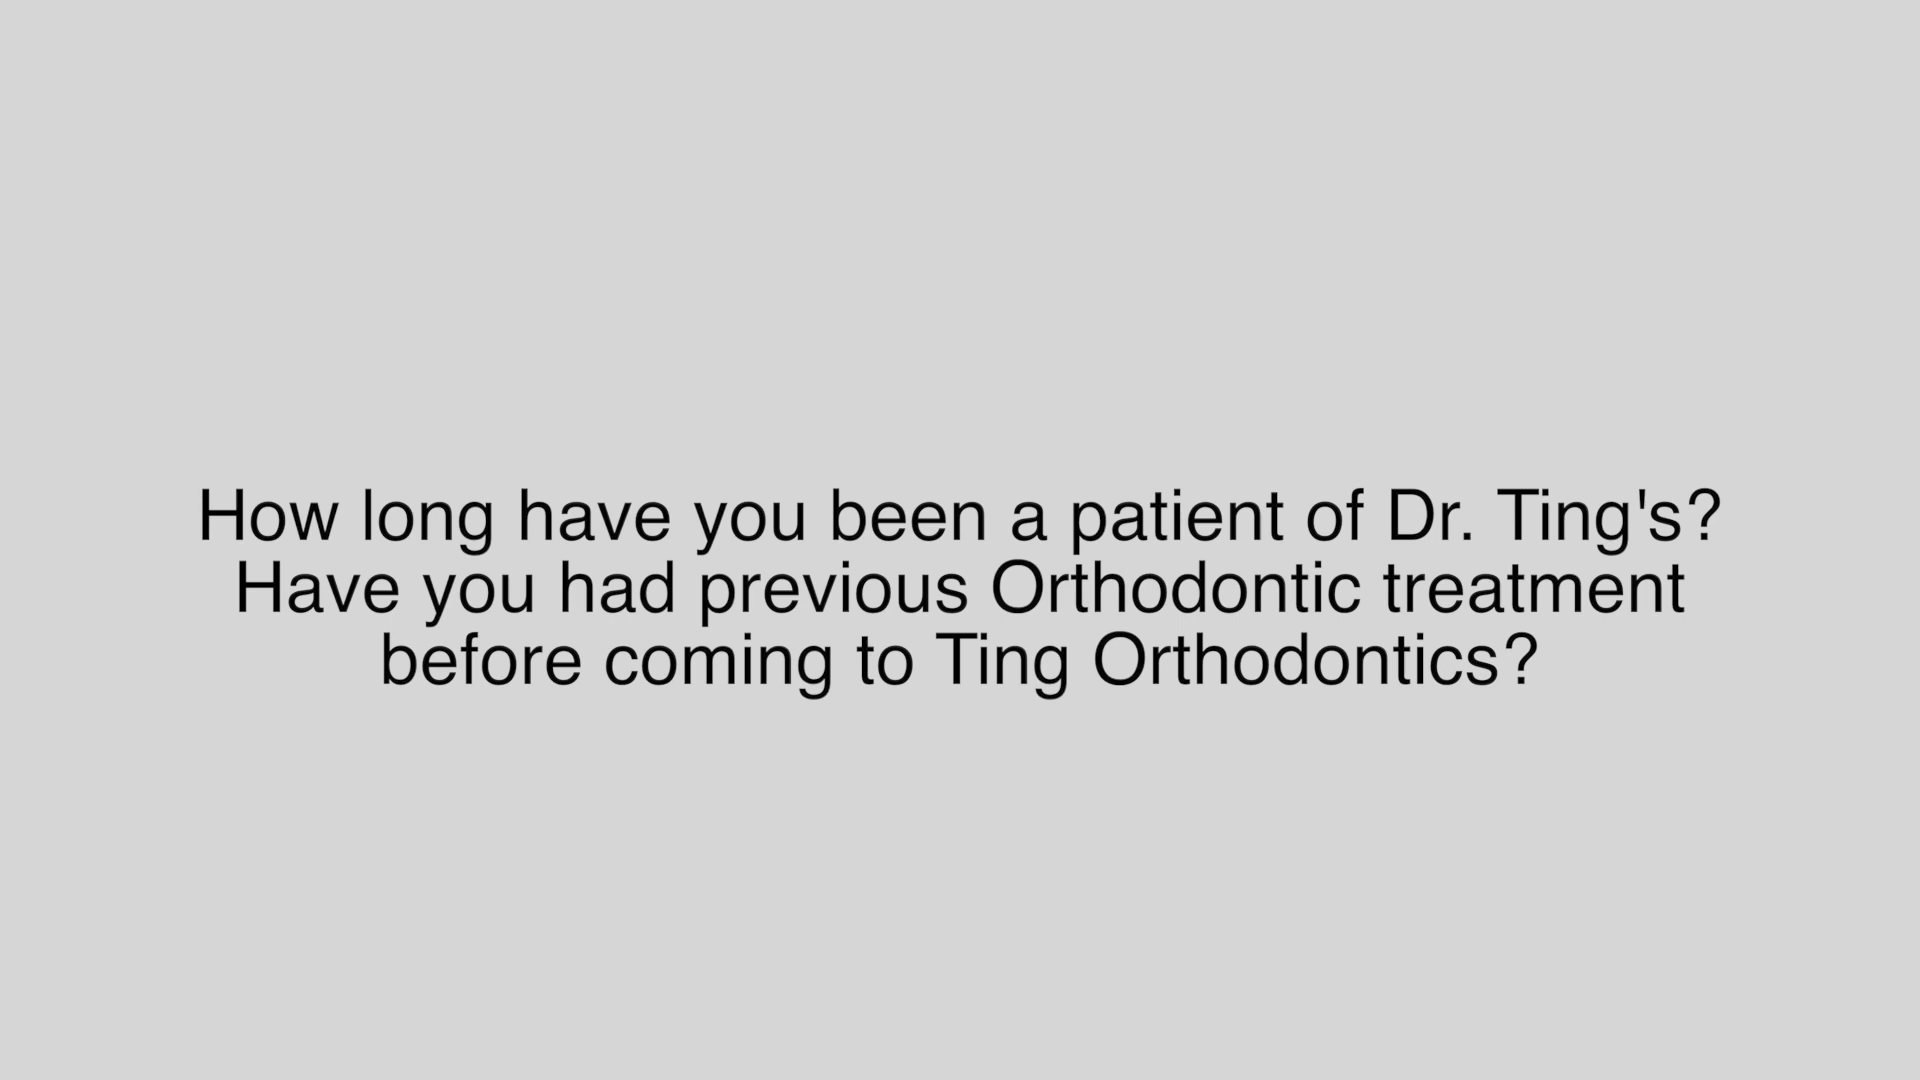 How long have you been a patient of Dr. Ting's?
Have you had previous Orthodontic treatment
before coming to Ting Orthodontics?